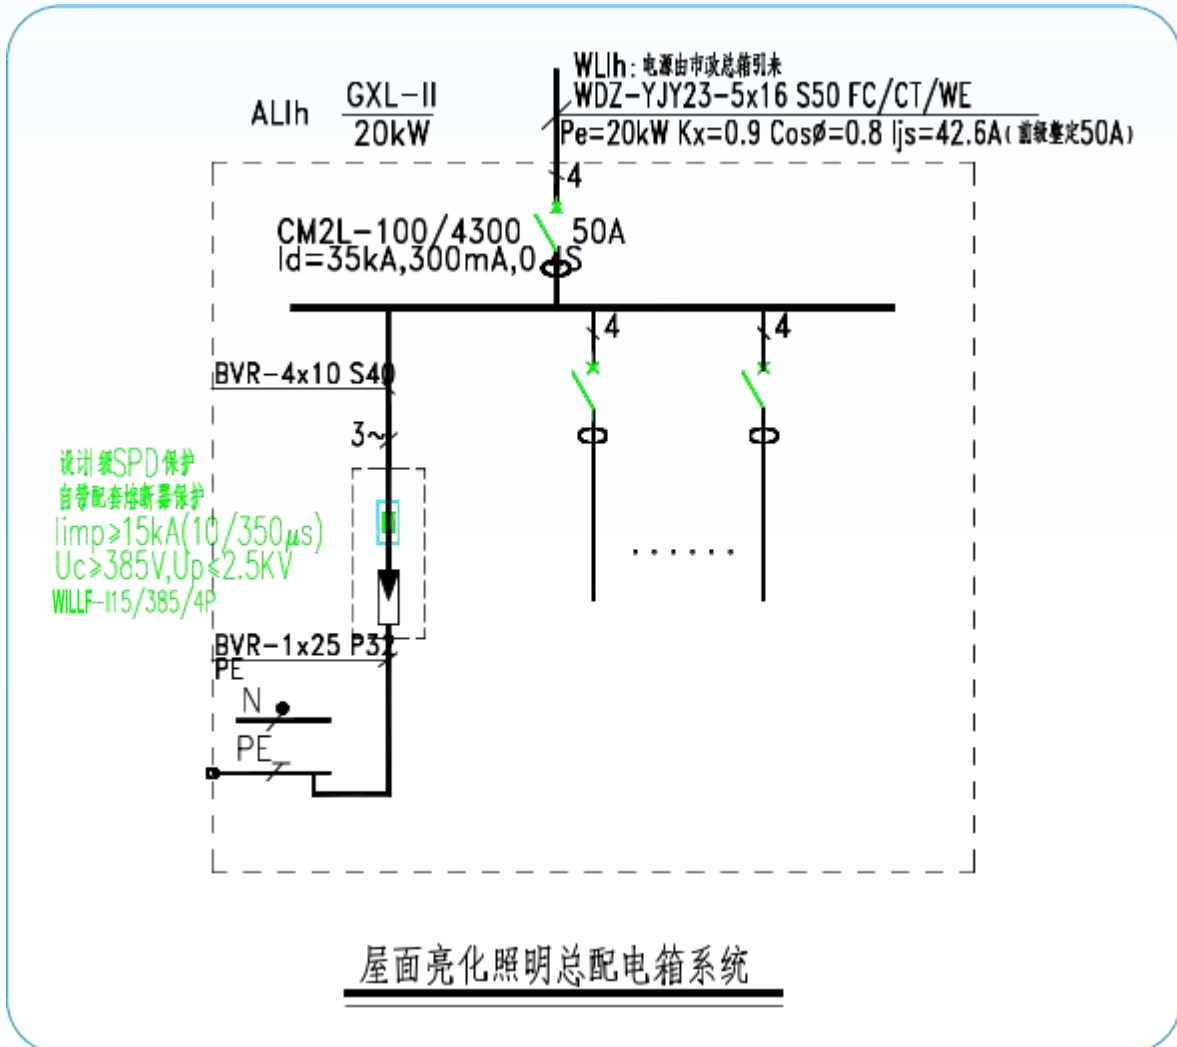 WLlh: 电源由市政总箱引来
ALlh GXL-II
20kW
WDZ-YJY23-5x16 S50 FC/CT/WE
Pe=20kW Kx=0.9 CosØ=0.8 Ijs=42.6A(前级整定50A)
4
CM2L-100/4300 50A
Id=35kA,300mA,0. S
4
4
BVR-4x10 S40
3~
设计 级SPD保护
自带配套熔断器保护
Iimp≥15kA(10/350μs)
Uc≥385V,Up≤2.5KV
WILLF-I15/385/4P
BVR-1x25 P32
PE
N
PE
......
屋面亮化照明总配电箱系统